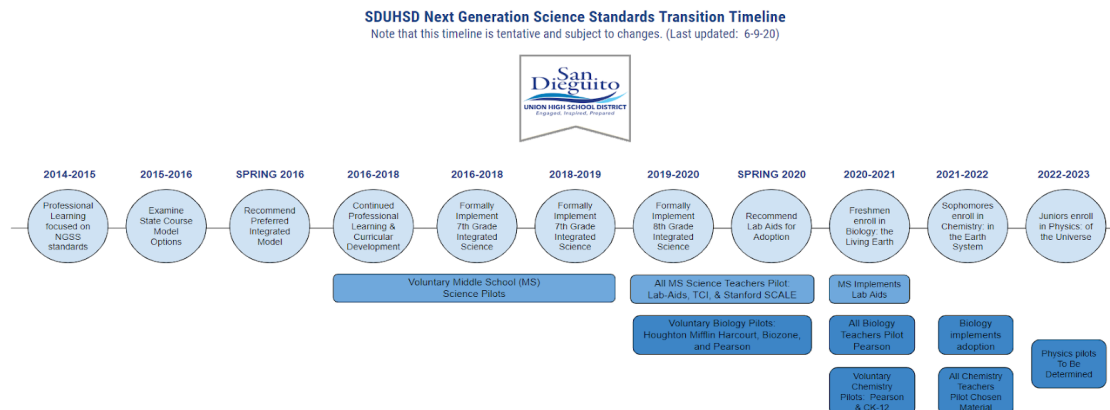 SDUHSD Next Generation Science Standards Transition Timeline
Note that this timeline is tentative and subject to changes. (Last updated: 6-9-20)
San
Dieguito
UNION HIGH SCHOOL DISTRICT
Engaged, Inspired, Prepared
2014-2015
Professional
Learning
focused on
NGSS
standards
2015-2016
Examine
State Course
Model
Options
SPRING 2016
Recommend
Preferred
Integrated
Model
2016-2018
Continued
Professional
Learning &
Curricular
Development
2016-2018
Formally
Implement
7th Grade
Integrated
Science
2018-2019
Formally
Implement
7th Grade
Integrated
Science
2019-2020
Formally
Implement
8th Grade
Integrated
Science
SPRING 2020
Recommend
Lab Aids for
Adoption
2020-2021
Freshmen
enroll in
Biology: the
Living Earth
2021-2022
Sophomores
enroll in
Chemistry: in
the Earth
System
2022-2023
Juniors enroll
in Physics: of
the Universe
Voluntary Middle School (MS)
Science Pilots
All MS Science Teachers Pilot:
Lab-Aids, TCI, & Stanford SCALE
MS Implements
Lab Aids
Voluntary Biology Pilots:
Houghton Mifflin Harcourt, Biozone,
and Pearson
All Biology
Teachers Pilot
Pearson
Biology
implements
adoption
Physics pilots
To Be
Determined
Voluntary
Chemistry
Pilots: Pearson
& CK-12
All Chemistry
Teachers
Pilot Chosen
Material